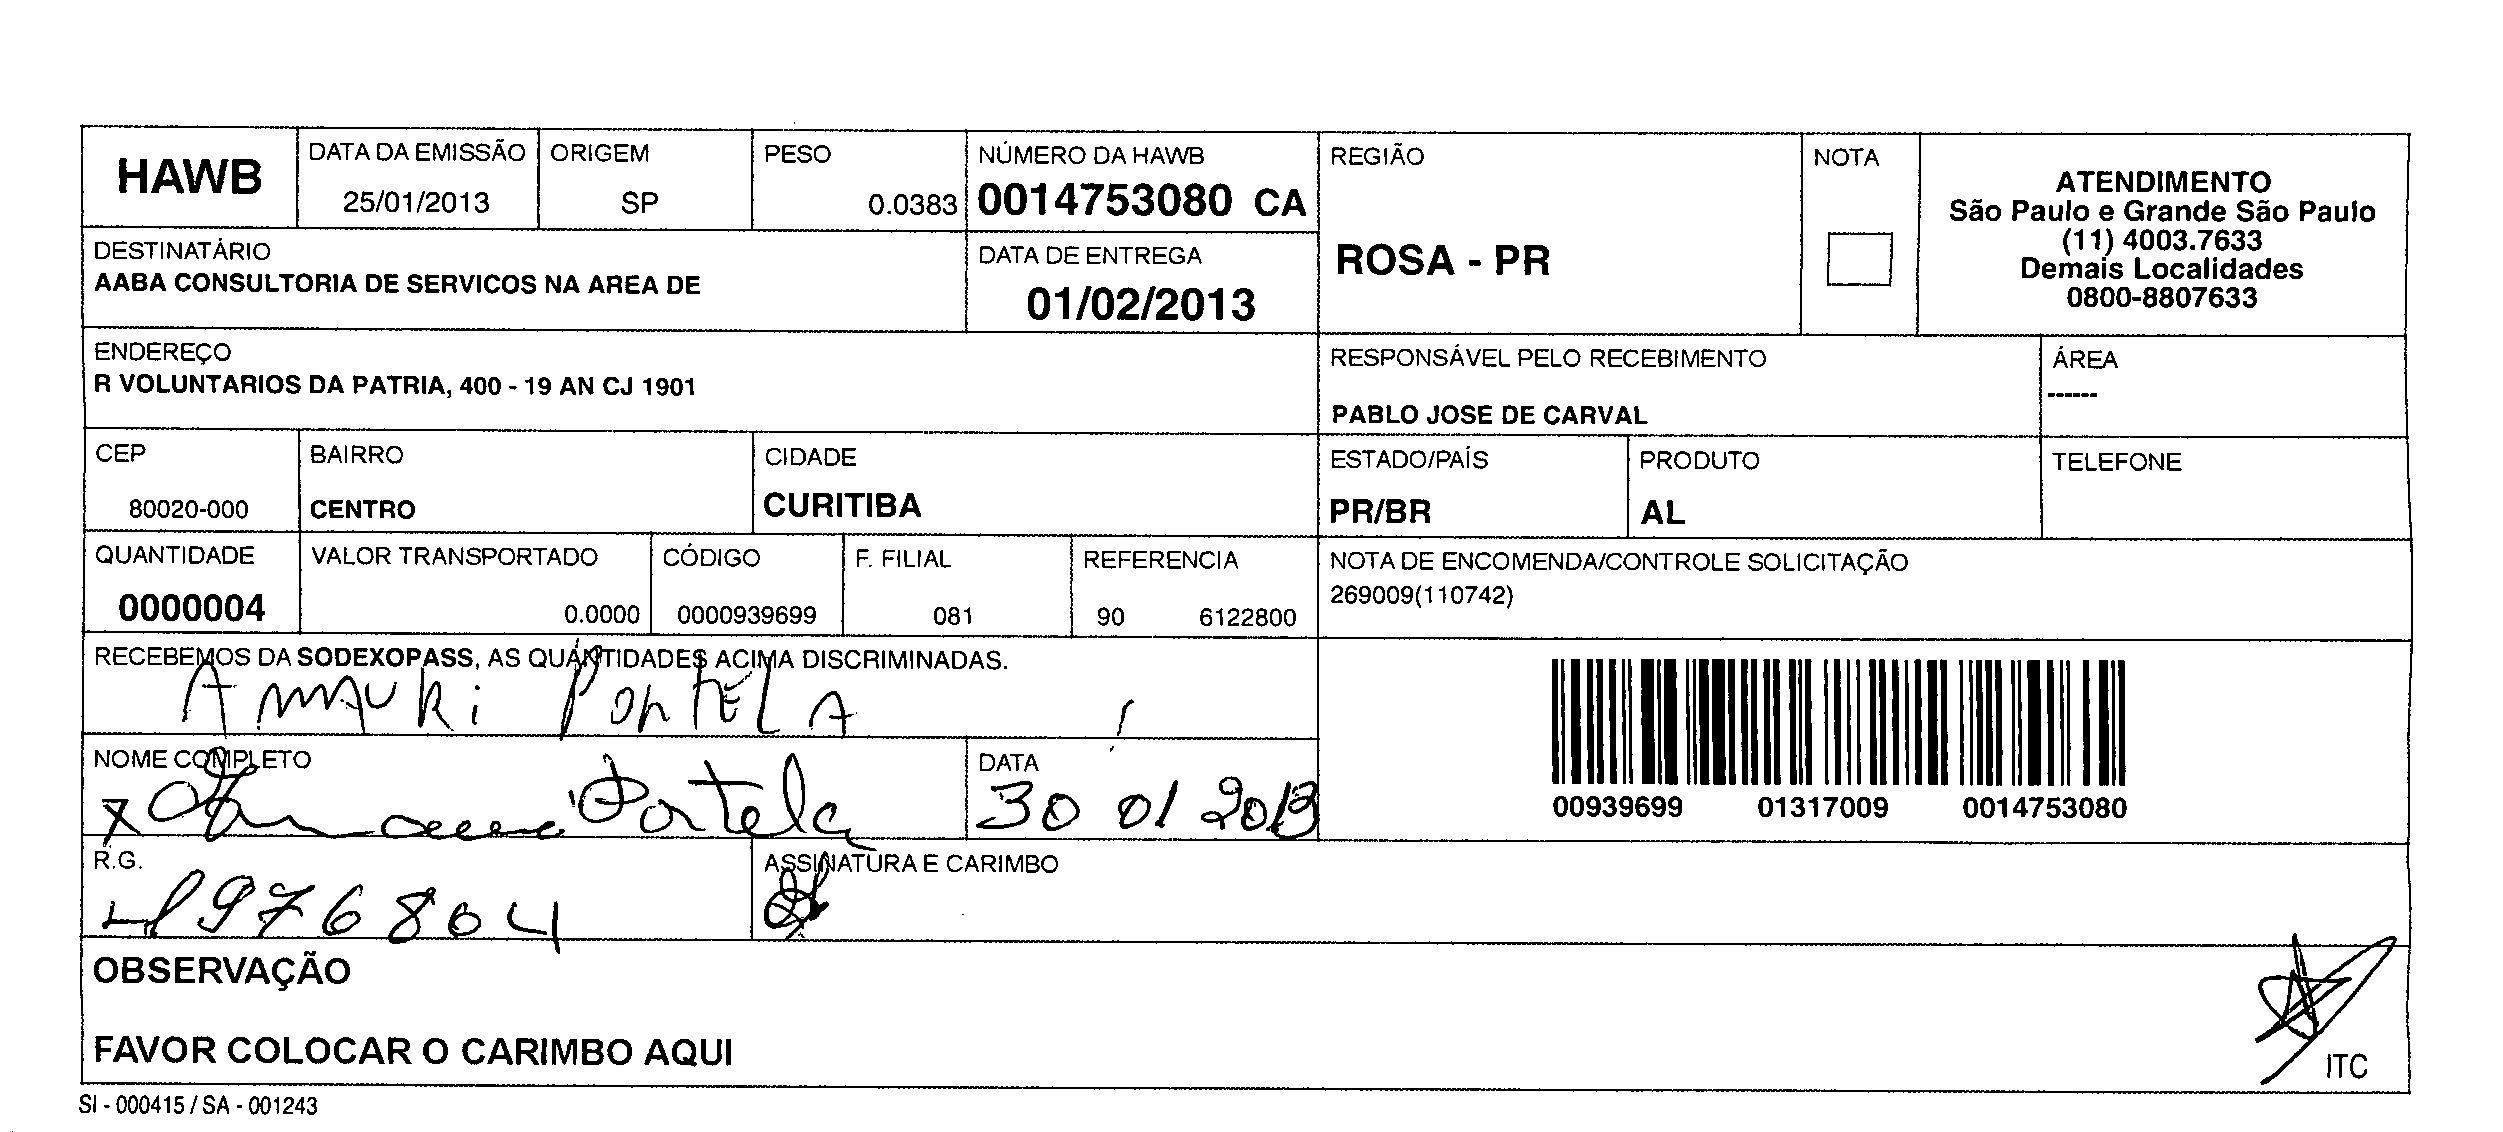 HAWB
DATA DA EMISSÃO
25/01/2013
ORIGEM
SP
PESO
0.0383
NÚMERO DA HAWB
0014753080 CA
REGIÃO
ROSA - PR
NOTA
ATENDIMENTO
São Paulo e Grande São Paulo
(11) 4003.7633
Demais Localidades
0800-8807633
DESTINATÁRIO
AABA CONSULTORIA DE SERVICOS NA AREA DE
DATA DE ENTREGA
01/02/2013
ENDEREÇO
R VOLUNTARIOS DA PATRIA, 400 - 19 AN CJ 1901
RESPONSÁVEL PELO RECEBIMENTO
PABLO JOSE DE CARVAL
ÁREA
------
CEP
80020-000
BAIRRO
CENTRO
CIDADE
CURITIBA
ESTADO/PAÍS
PR/BR
PRODUTO
AL
TELEFONE
QUANTIDADE
0000004
VALOR TRANSPORTADO
0.0000
CÓDIGO
0000939699
F. FILIAL
081
REFERENCIA
90 6122800
NOTA DE ENCOMENDA/CONTROLE SOLICITAÇÃO
269009(110742)
RECEBEMOS DA SODEXOPASS, AS QUANTIDADES ACIMA DISCRIMINADAS.
AMAURI PORTELA
NOME COMPLETO
Portela
DATA
30 01 2013
00939699 01317009 0014753080
R.G.
4976804
ASSINATURA E CARIMBO
OBSERVAÇÃO
FAVOR COLOCAR O CARIMBO AQUI
ITC
SI - 000415 / SA - 001243